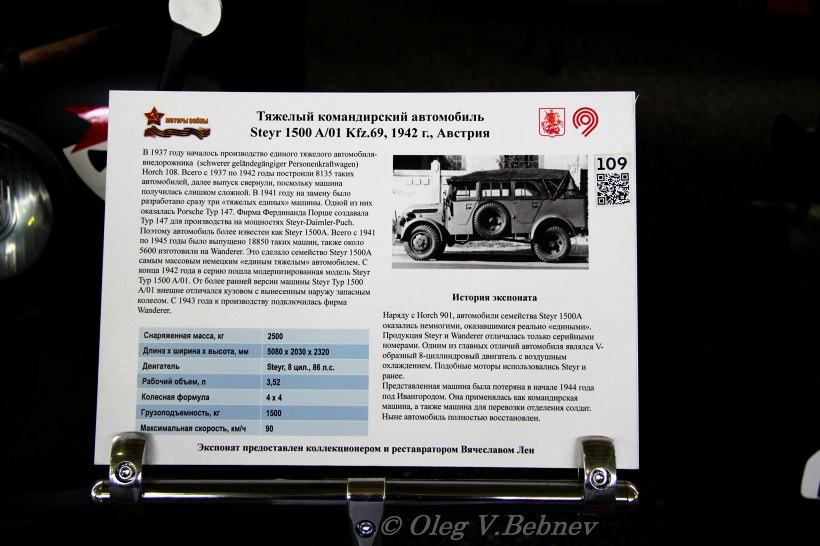 МОТОРЫ ВОЙНЫ
Тяжелый командирский автомобиль
Steyr 1500 A/01 Kfz.69, 1942 г., Австрия
109
В 1937 году началось производство единого тяжелого автомобиля-
внедорожника (schwerer geländegängiger Personenkraftwagen)
Horch 108. Всего с 1937 по 1942 годы построили 8135 таких
автомобилей, далее выпуск свернули, поскольку машина
получилась слишком сложной. В 1941 году на замену было
разработано сразу три «тяжелых единых» машины. Одной из них
оказалась Porsche Typ 147. Фирма Фердинанда Порше создавала
Typ 147 для производства на мощностях Steyr-Daimler-Puch.
Поэтому автомобиль более известен как Steyr 1500A. Всего с 1941
по 1945 годы было выпущено 18850 таких машин, также около
5600 изготовили на Wanderer. Это сделало семейство Steyr 1500A
самым массовым немецким «единым тяжелым» автомобилем. С
конца 1942 года в серию пошла модернизированная модель Steyr
Typ 1500 A/01. От более ранней версии машины Steyr Typ 1500
A/01 внешне отличался кузовом с вынесенным наружу запасным
колесом. С 1943 года к производству подключилась фирма
Wanderer.
Снаряженная масса, кг 2500
Длина х ширина х высота, мм 5080 х 2030 х 2320
Двигатель Steyr, 8 цил., 86 л.с.
Рабочий объем, л 3,52
Колесная формула 4 х 4
Грузоподъемность, кг 1500
Максимальная скорость, км/ч 90
История экспоната
Наряду с Horch 901, автомобили семейства Steyr 1500A
оказались немногими, оказавшимися реально «едиными».
Продукция Steyr и Wanderer отличалась только серийными
номерами. Одним из главных отличий автомобиля являлся V-
образный 8-цилиндровый двигатель с воздушным
охлаждением. Подобные моторы использовались Steyr и
ранее.
Представленная машина была потеряна в начале 1944 года
под Ивангородом. Она применялась как командирская
машина, а также машина для перевозки отделения солдат.
Ныне автомобиль полностью восстановлен.
Экспонат предоставлен коллекционером и реставратором Вячеславом Лен
© Oleg V.Bebnev